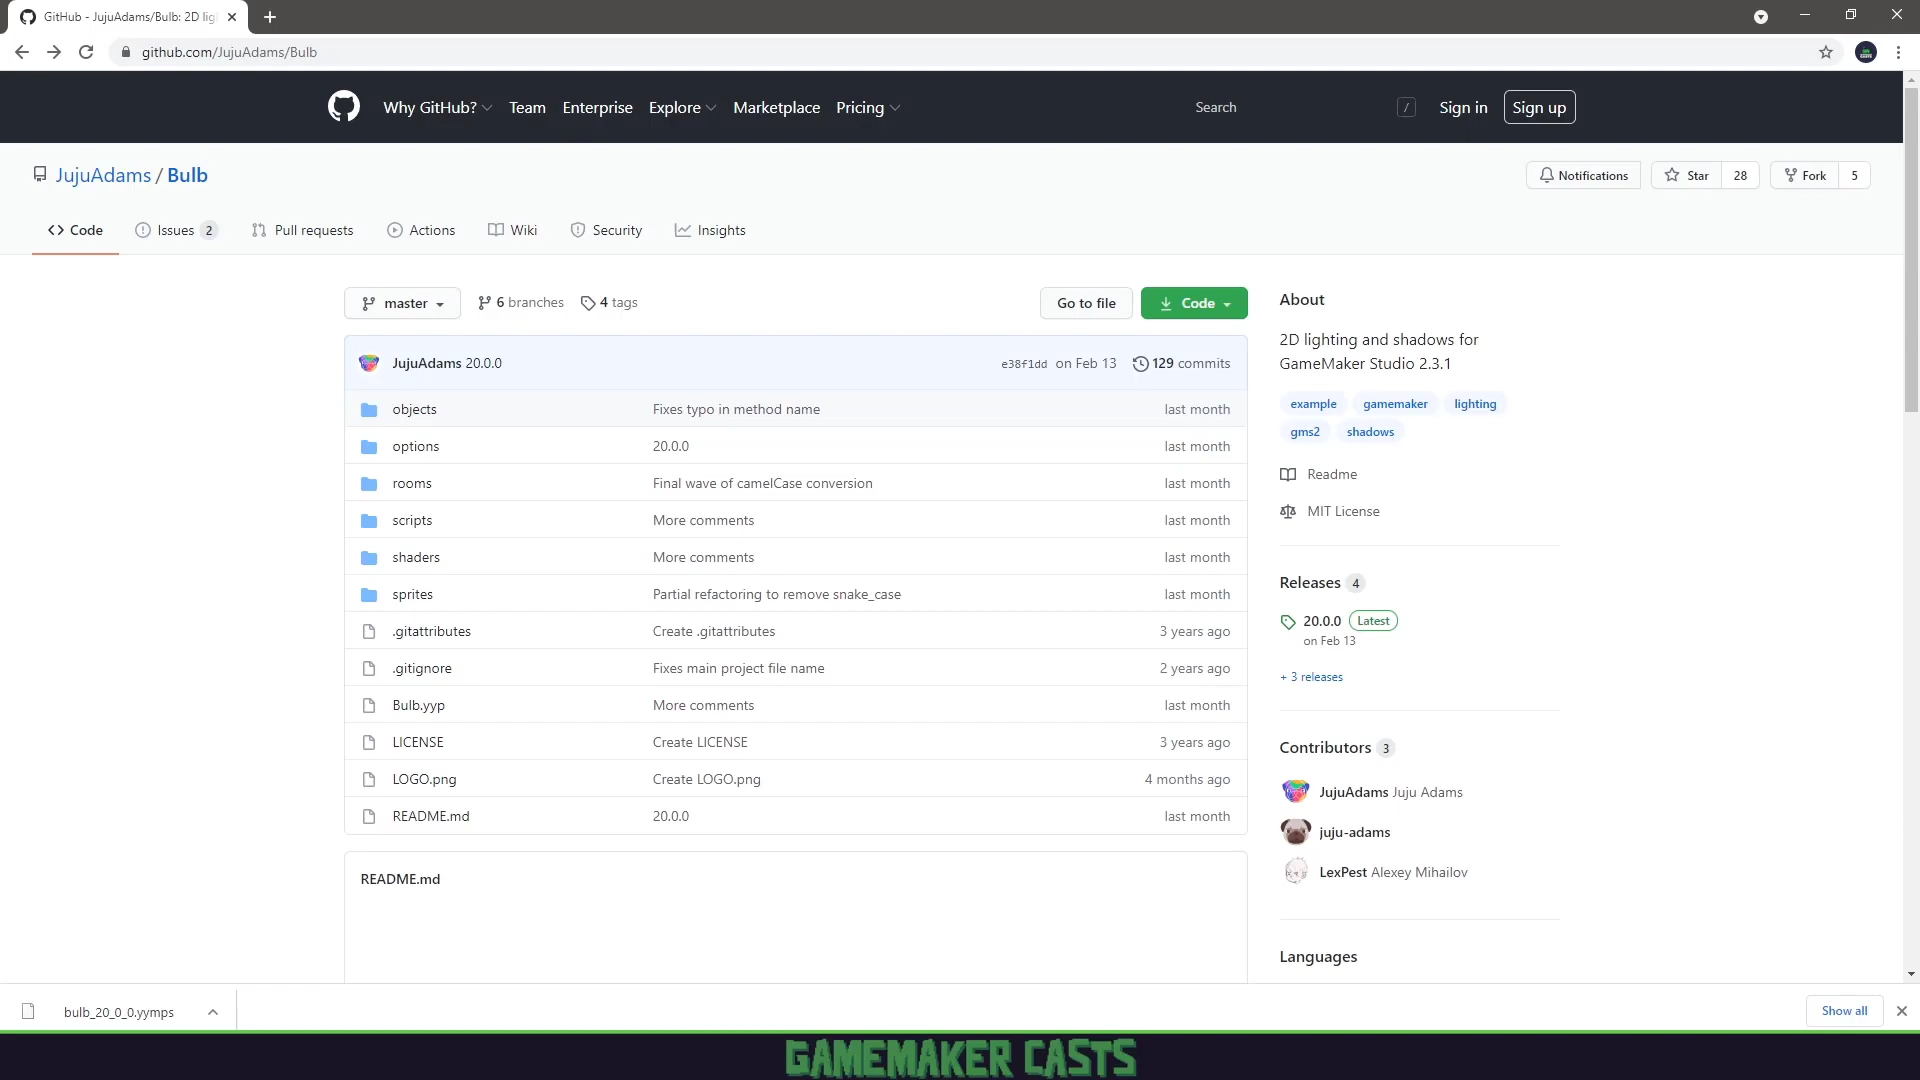 GitHub - JujuAdams/Bulb: 2D lig
github.com/JujuAdams/Bulb
Why GitHub? Team Enterprise Explore Marketplace Pricing Search / Sign in Sign up
JujuAdams / Bulb Notifications Star 28 Fork 5
<> Code Issues 2 Pull requests Actions Wiki Security Insights
master 6 branches 4 tags Go to file Code
JujuAdams 20.0.0 e38f1dd on Feb 13 129 commits
objects Fixes typo in method name last month
options 20.0.0 last month
rooms Final wave of camelCase conversion last month
scripts More comments last month
shaders More comments last month
sprites Partial refactoring to remove snake_case last month
.gitattributes Create .gitattributes 3 years ago
.gitignore Fixes main project file name 2 years ago
Bulb.yyp More comments last month
LICENSE Create LICENSE 3 years ago
LOGO.png Create LOGO.png 4 months ago
README.md 20.0.0 last month
README.md
About
2D lighting and shadows for
GameMaker Studio 2.3.1
example gamemaker lighting
gms2 shadows
Readme
MIT License
Releases 4
20.0.0 Latest
on Feb 13
+ 3 releases
Contributors 3
JujuAdams Juju Adams
juju-adams
LexPest Alexey Mihailov
Languages
bulb_20_0_0.yymps Show all
GAMEMAKER CASTS